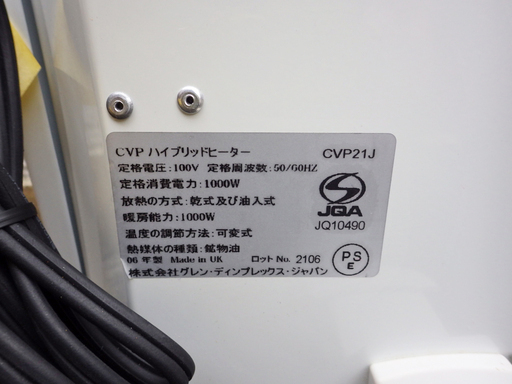 CVP ハイブリッドヒーター CVP21J
定格電圧:100V 定格周波数:50/60HZ
定格消費電力:1000W
放熱の方式:乾式及び油入式
暖房能力:1000W
温度の調節方法:可変式
熱媒体の種類:鉱物油
06 年製 Made in UK ロット No. 2106
株式会社グレン・ディンプレックス・ジャパン
JQA
JQ10490
PS
E